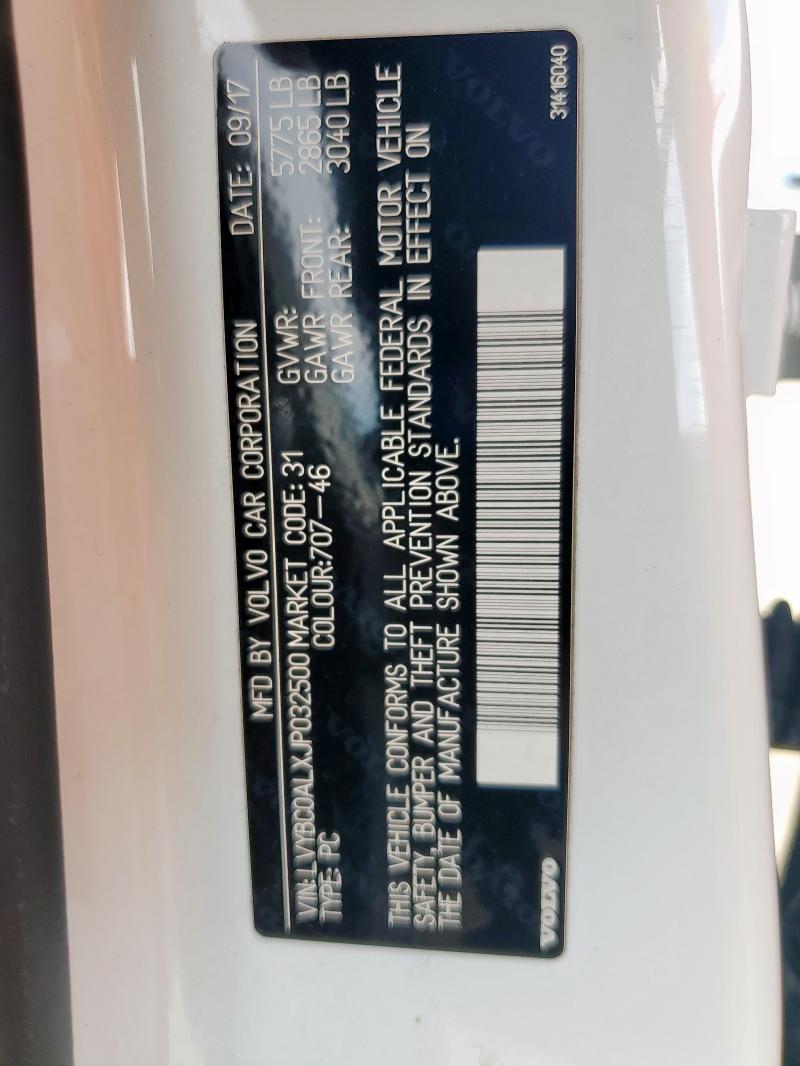 MFD BY VOLVO CAR CORPORATION DATE: 09/17
VIN:LVYBC0ALXJP032500 MARKET CODE: 31 GVWR: 5775 LB
TYPE: PC COLOUR:707-46 GAWR FRONT: 2865 LB
GAWR REAR: 3040 LB
THIS VEHICLE CONFORMS TO ALL APPLICABLE FEDERAL MOTOR VEHICLE
SAFETY, BUMPER AND THEFT PREVENTION STANDARDS IN EFFECT ON
THE DATE OF MANUFACTURE SHOWN ABOVE.
VOLVO 31416040